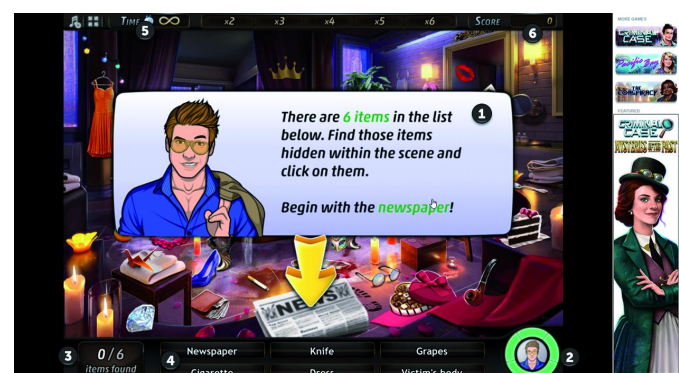 MORE GAMES
TIME x2 x3 x4 x5 x6 SCORE 0
5 6
CRIMINAL CASE
Pacific Bay
THE CONSPIRACY
FEATURED
CRIMINAL CASE
MYSTERIES OF THE PAST
1
There are 6 items in the list
below. Find those items
hidden within the scene and
click on them.
Begin with the newspaper!
NEWS
3 0/6
items found
4 Newspaper Knife Grapes
Cigarette Dress Victim's body
2